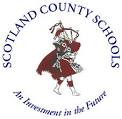 SCOTLAND COUNTY SCHOOLS
An Investment in the Future